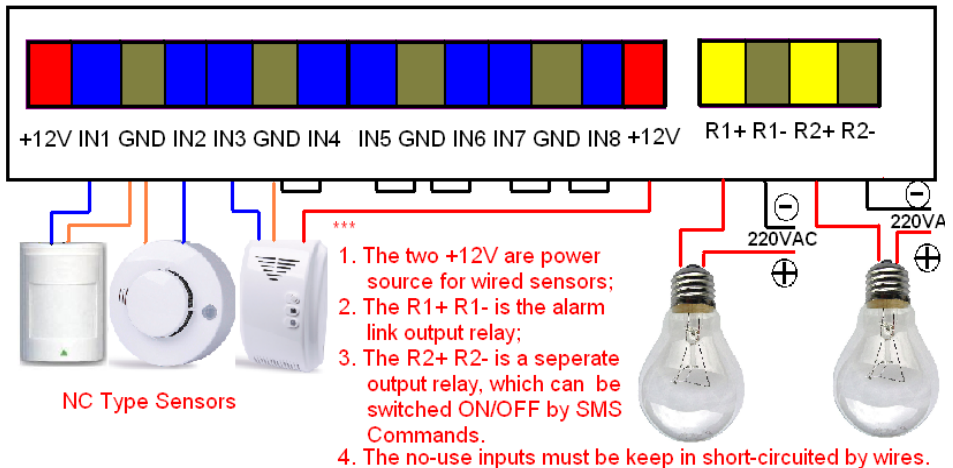 +12V IN1 GND IN2 IN3 GND IN4 IN5 GND IN6 IN7 GND IN8 +12V R1+ R1- R2+ R2-
220VAC
220VA
***
1. The two +12V are power
source for wired sensors;
2. The R1+ R1- is the alarm
link output relay;
3. The R2+ R2- is a seperate
output relay, which can be
switched ON/OFF by SMS
Commands.
4. The no-use inputs must be keep in short-circuited by wires.
NC Type Sensors